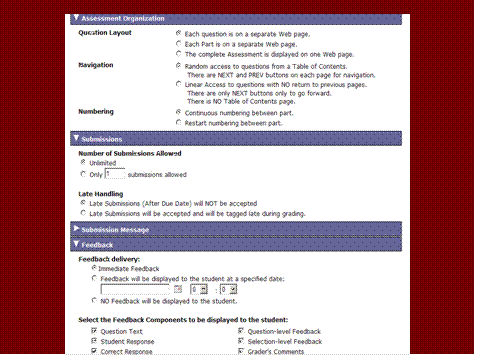 Assessment Organization
Question Layout
Each question is on a separate Web page.
Each Part is on a separate Web page.
The complete Assessment is displayed on one Web page.
Navigation
Random access to questions from a Table of Contents.
There are NEXT and PREV buttons on each page for navigation.
Linear Access to questions with NO return to previous pages.
There are only NEXT buttons only to go forward.
There is NO Table of Contents page.
Numbering
Continuous numbering between part.
Restart numbering between part.
Submissions
Number of Submissions Allowed
Unlimited
Only 1 submissions allowed
Late Handling
Late Submissions (After Due Date) will NOT be accepted
Late Submissions will be accepted and will be tagged late during grading.
Submission Message
Feedback
Feedback delivery:
Immediate Feedback
Feedback will be displayed to the student at a specified date:
0 : 0
NO Feedback will be displayed to the student.
Select the Feedback Components to be displayed to the student:
Question Text Question-level Feedback
Student Response Selection-level Feedback
Correct Response Grader's Comments